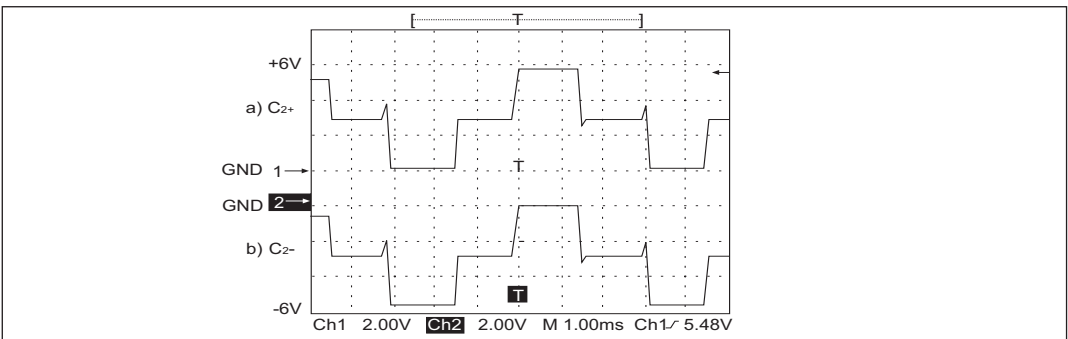 [ T ]
+6V
a) C2+
T
GND 1
GND 2
b) C2-
T
-6V
Ch1 2.00V Ch2 2.00V M 1.00ms Ch1 5.48V